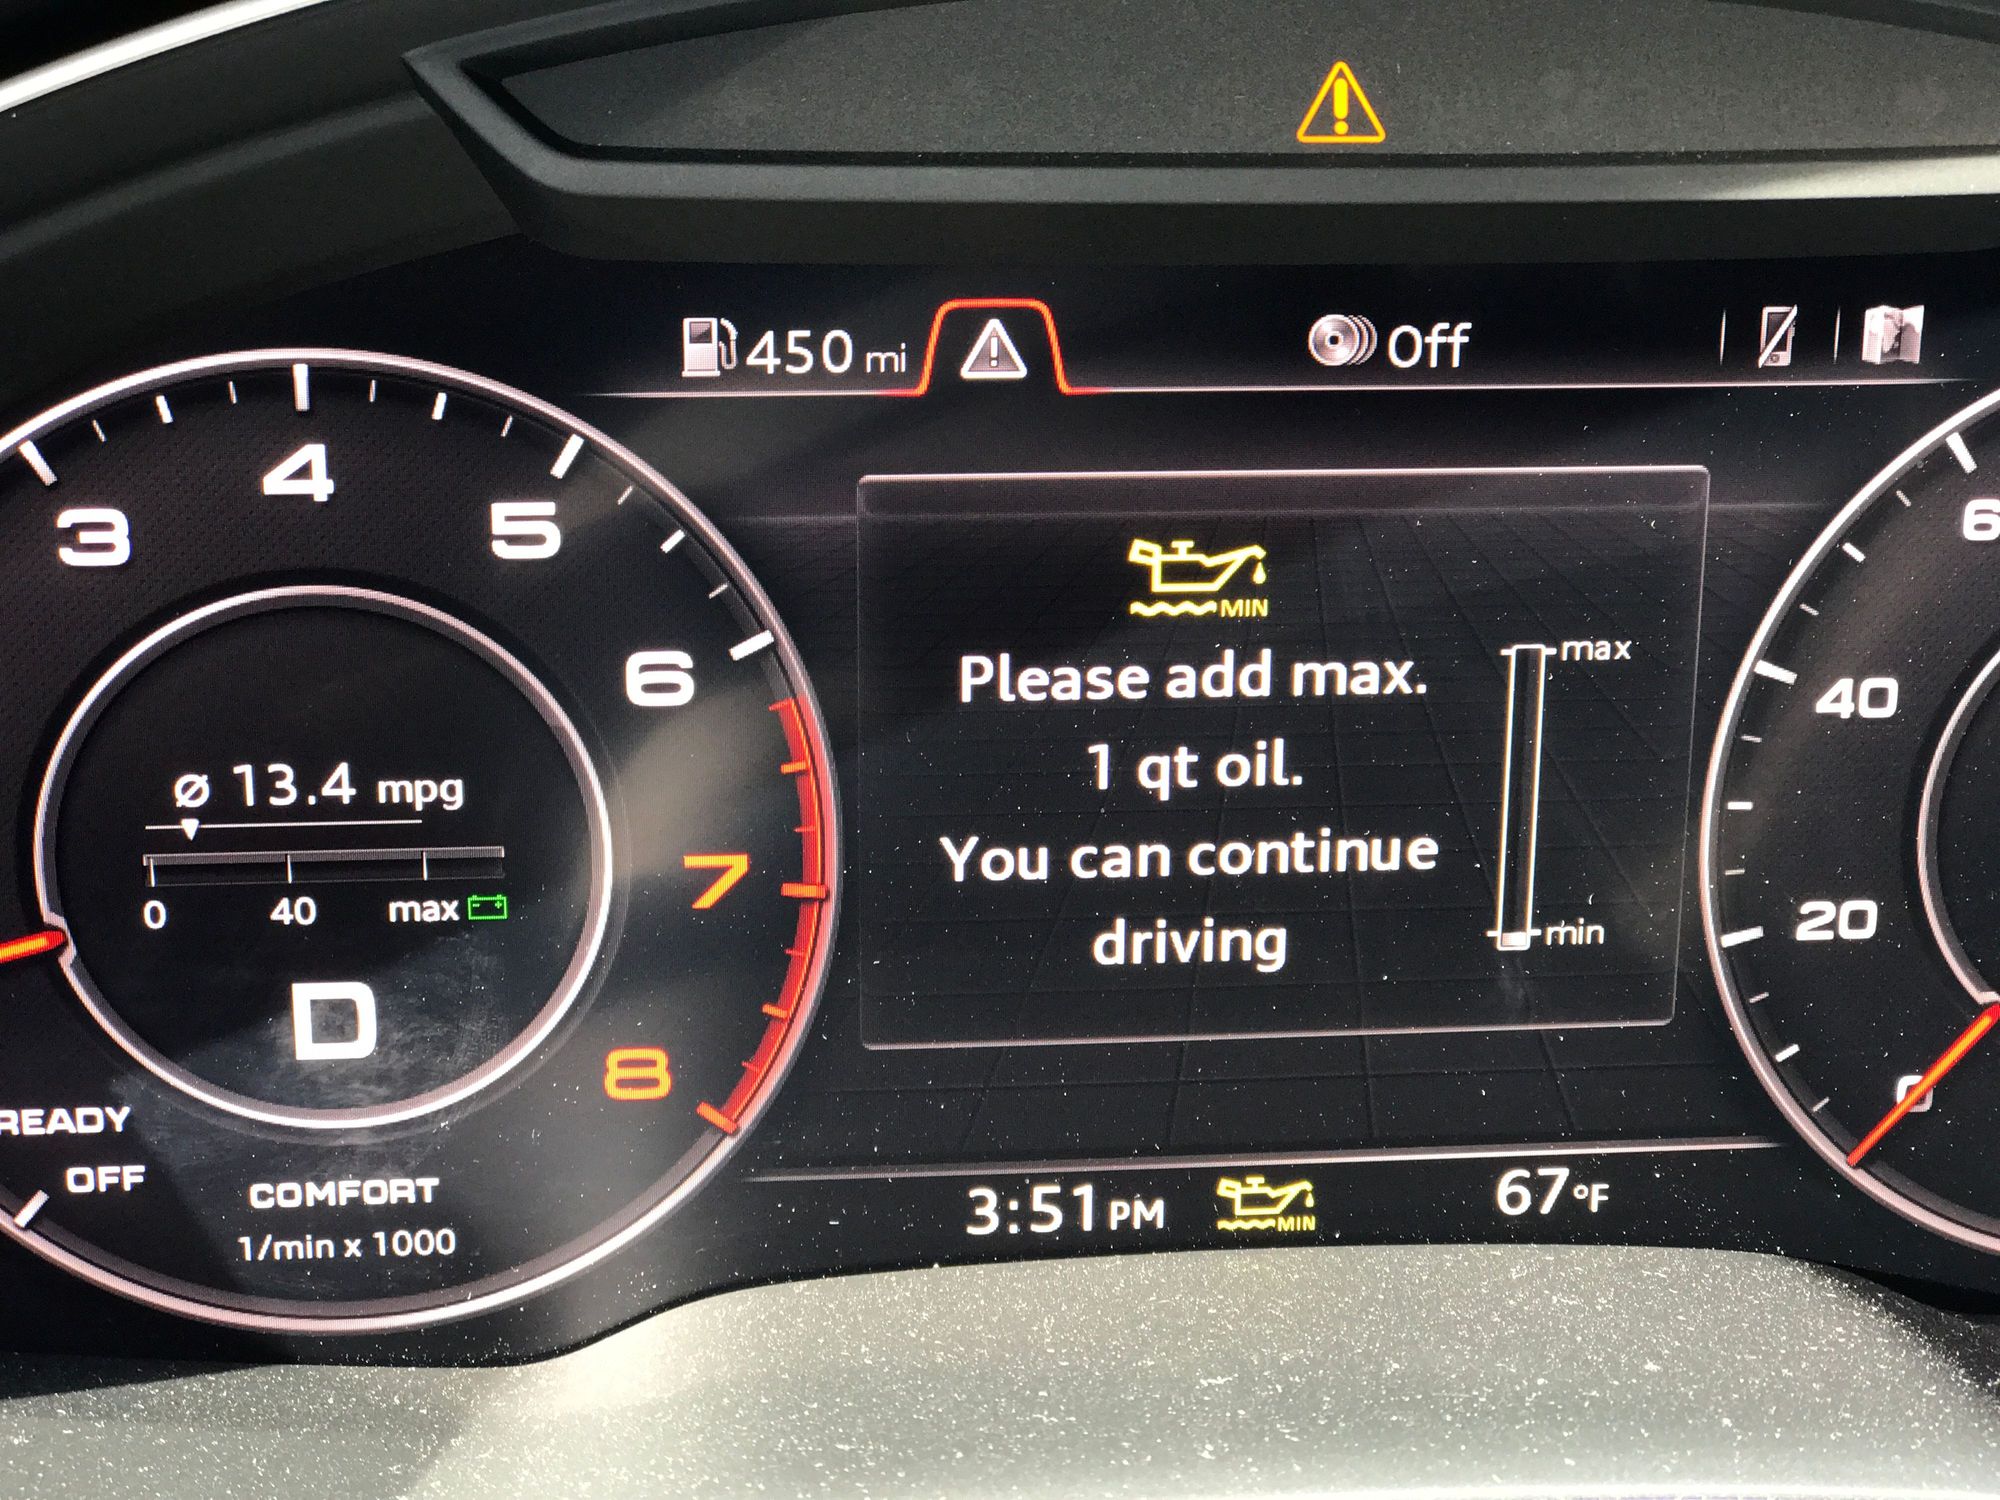 450 mi
Off
3
4
5
6
7
8
ø 13.4 mpg
0 40 max
D
READY
OFF
COMFORT
1/min x 1000
MIN
Please add max.
1 qt oil.
You can continue
driving
max
min
3:51 PM
MIN
67 °F
6
40
20
0